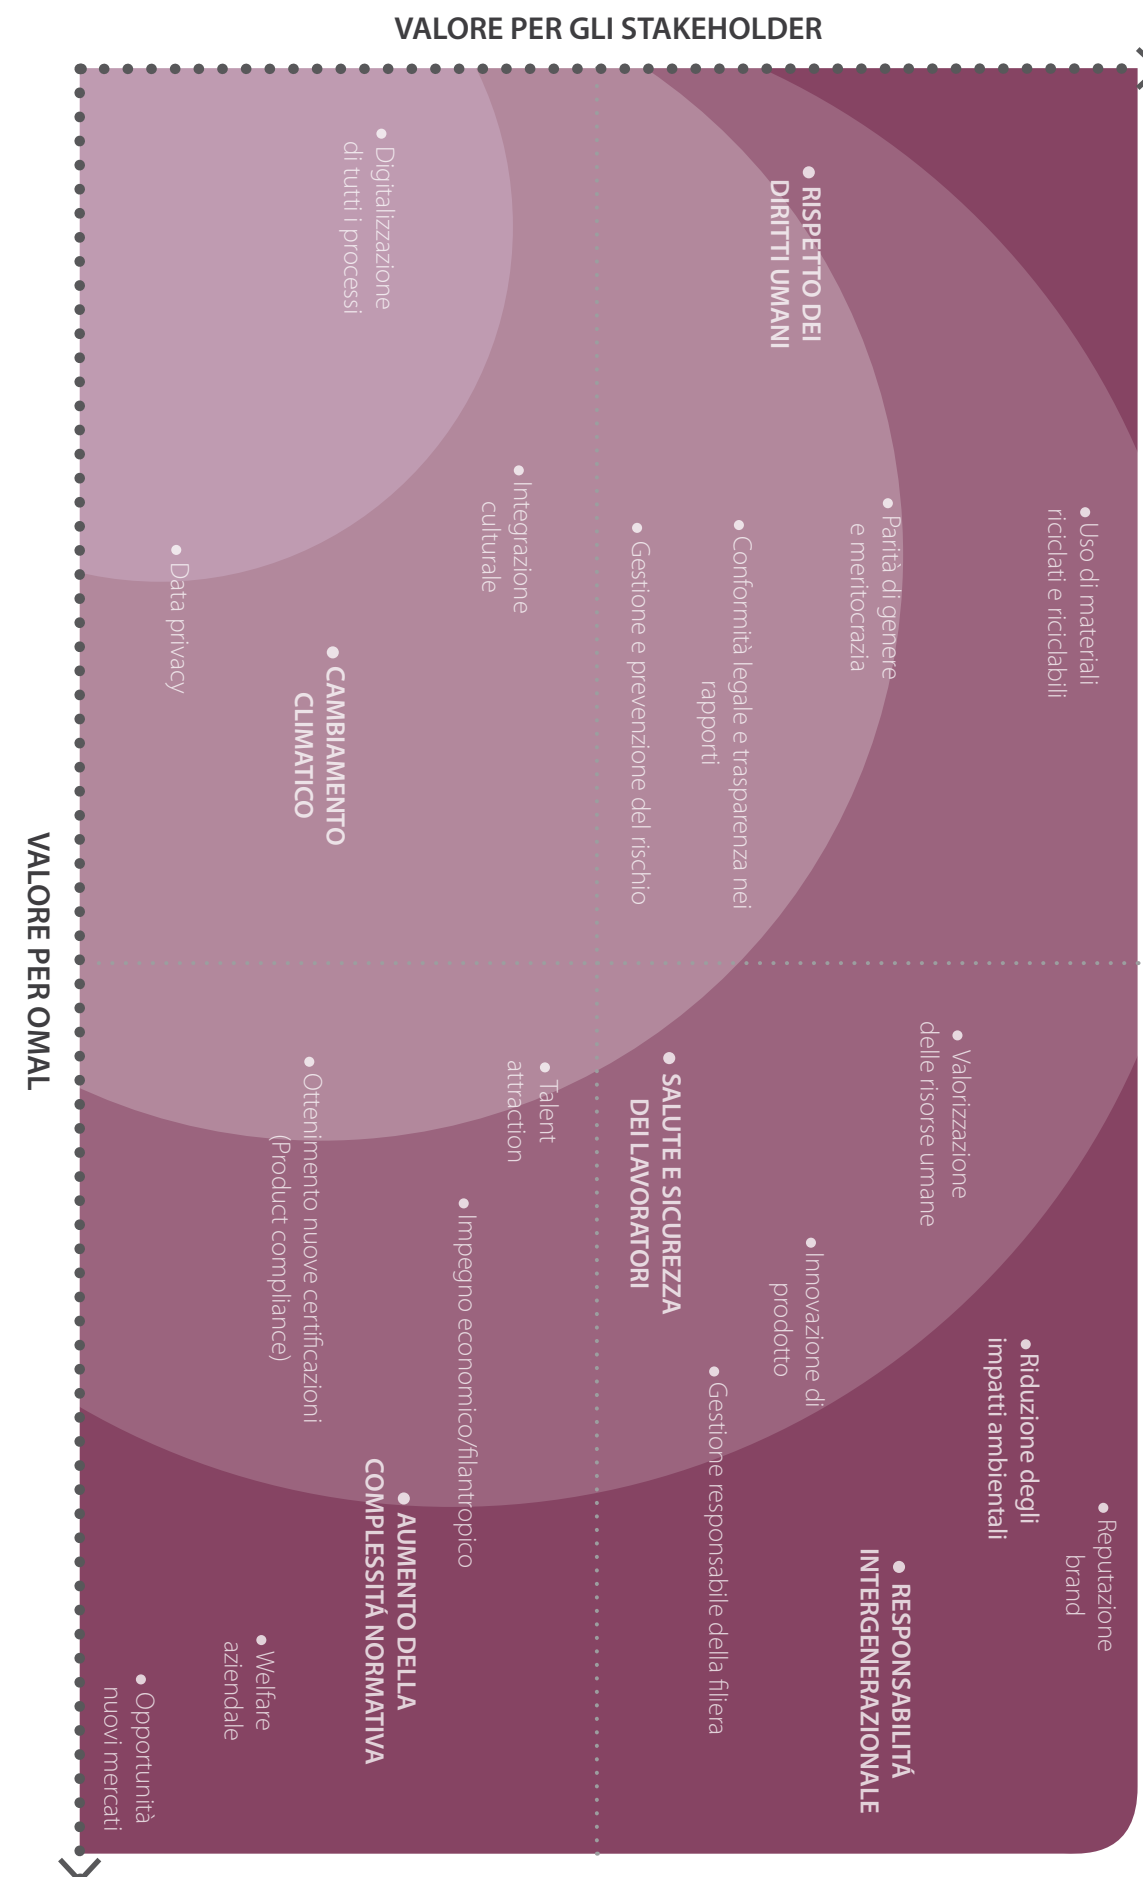 VALORE PER GLI STAKEHOLDER
VALORE PER OMAL
• Digitalizzazione
di tutti i processi
• RISPETTO DEI
DIRITTI UMANI
• Integrazione
culturale
• Data privacy
• CAMBIAMENTO
CLIMATICO
• Gestione e prevenzione del rischio
• Conformità legale e trasparenza nei
rapporti
• Parità di genere
e meritocrazia
• Uso di materiali
riciclati e riciclabili
• Valorizzazione
delle risorse umane
• SALUTE E SICUREZZA
DEI LAVORATORI
• Talent
attraction
• Ottenimento nuove certificazioni
(Product compliance)
• Impegno economico/filantropico
• Innovazione di
prodotto
• Gestione responsabile della filiera
• Riduzione degli
impatti ambientali
• Reputazione
brand
• RESPONSABILITÁ
INTERGENERAZIONALE
• AUMENTO DELLA
COMPLESSITÁ NORMATIVA
• Welfare
aziendale
• Opportunità
nuovi mercati